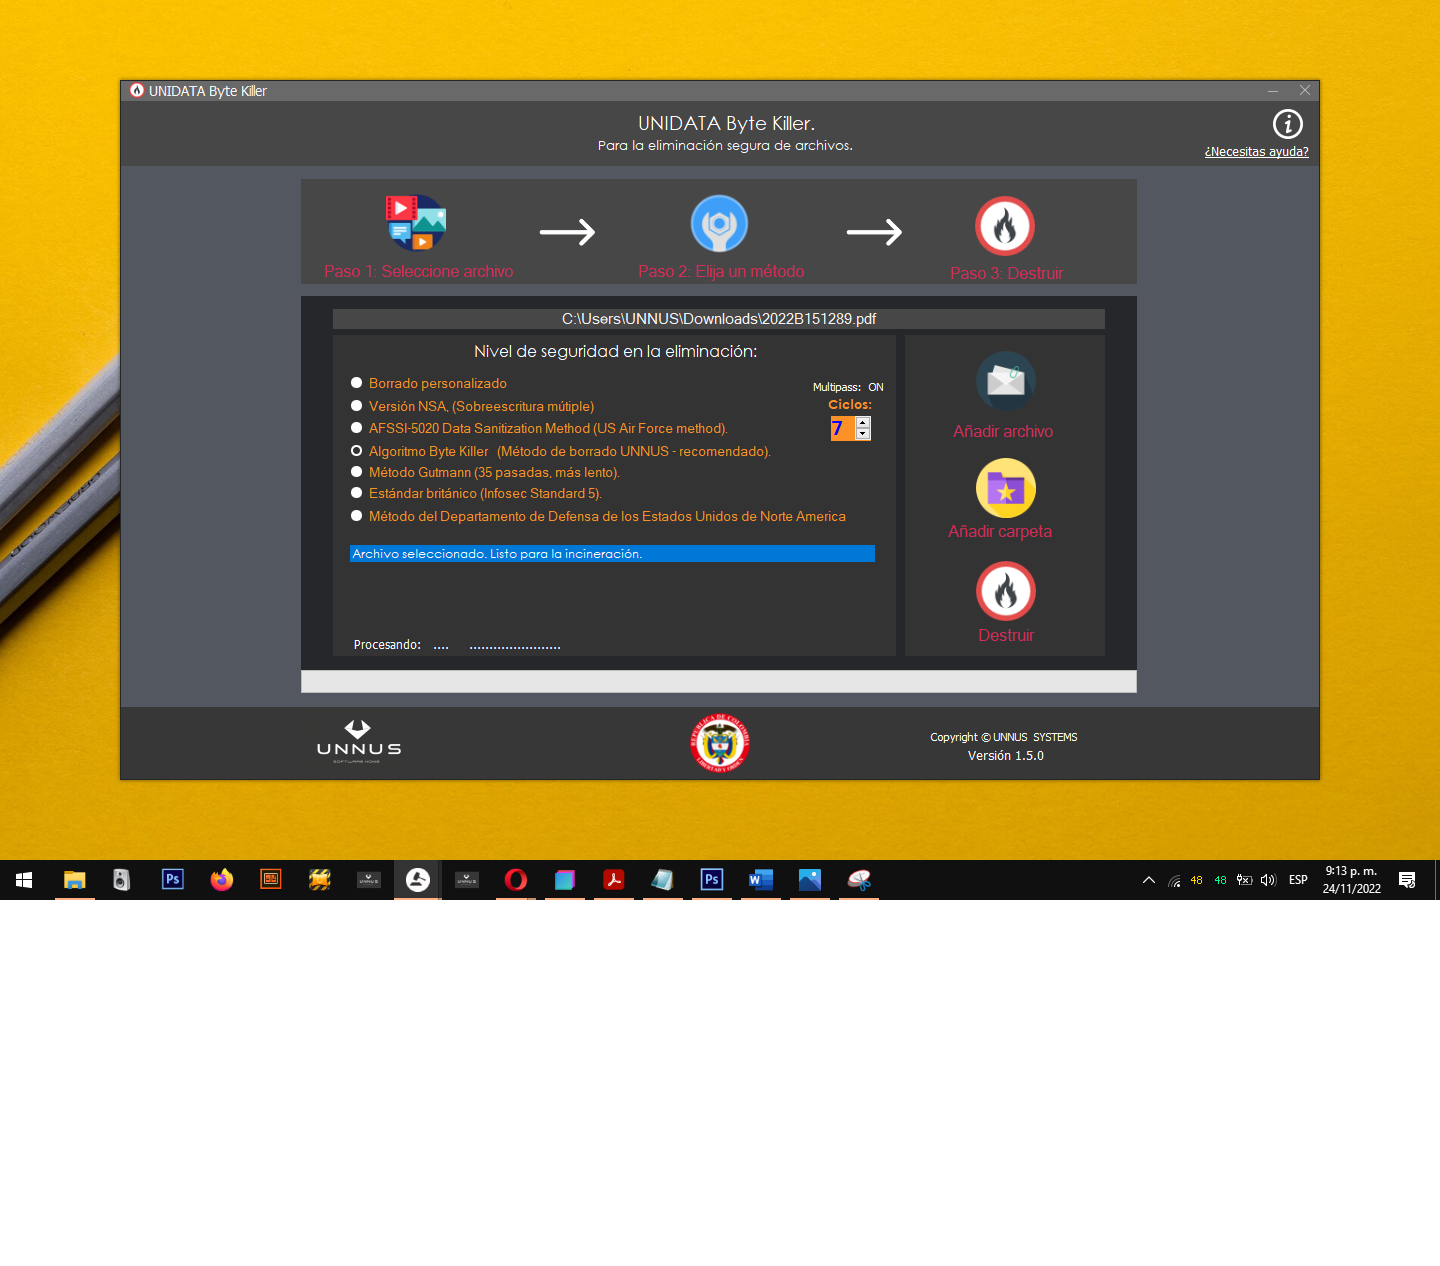 UNIDATA Byte Killer
UNIDATA Byte Killer.
Para la eliminación segura de archivos.
¿Necesitas ayuda?
Paso 1: Seleccione archivo
Paso 2: Elija un método
Paso 3: Destruir
C:\Users\UNNUS\Downloads\2022B151289.pdf
Nivel de seguridad en la eliminación:
Borrado personalizado
Versión NSA, (Sobreescritura mútiple)
AFSSI-5020 Data Sanitization Method (US Air Force method).
Algoritmo Byte Killer (Método de borrado UNNUS - recomendado).
Método Gutmann (35 pasadas, más lento).
Estándar británico (Infosec Standard 5).
Método del Departamento de Defensa de los Estados Unidos de Norte America
Multipass: ON
Ciclos:
7
Archivo seleccionado. Listo para la incineración.
Procesando: .... .......................
Añadir archivo
Añadir carpeta
Destruir
UNNUS
SOFTWARE HOME
REPUBLICA DE COLOMBIA
LIBERTAD Y ORDEN
Copyright © UNNUS SYSTEMS
Versión 1.5.0
Ps
UNNUS
UNNUS
Ps
W
48
48
ESP
9:13 p. m.
24/11/2022